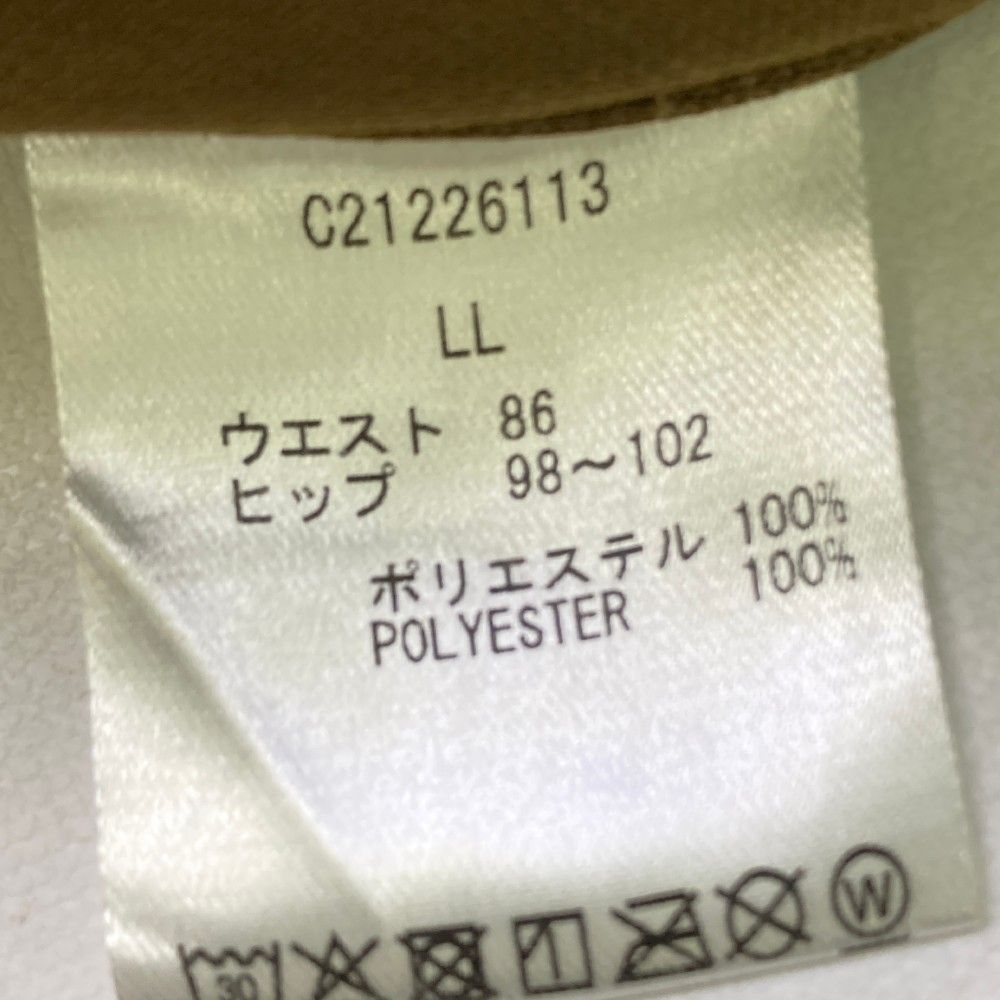 C21226113
LL
ウエスト 86
ヒップ 98～102
ポリエステル 100%
POLYESTER 100%
30
W